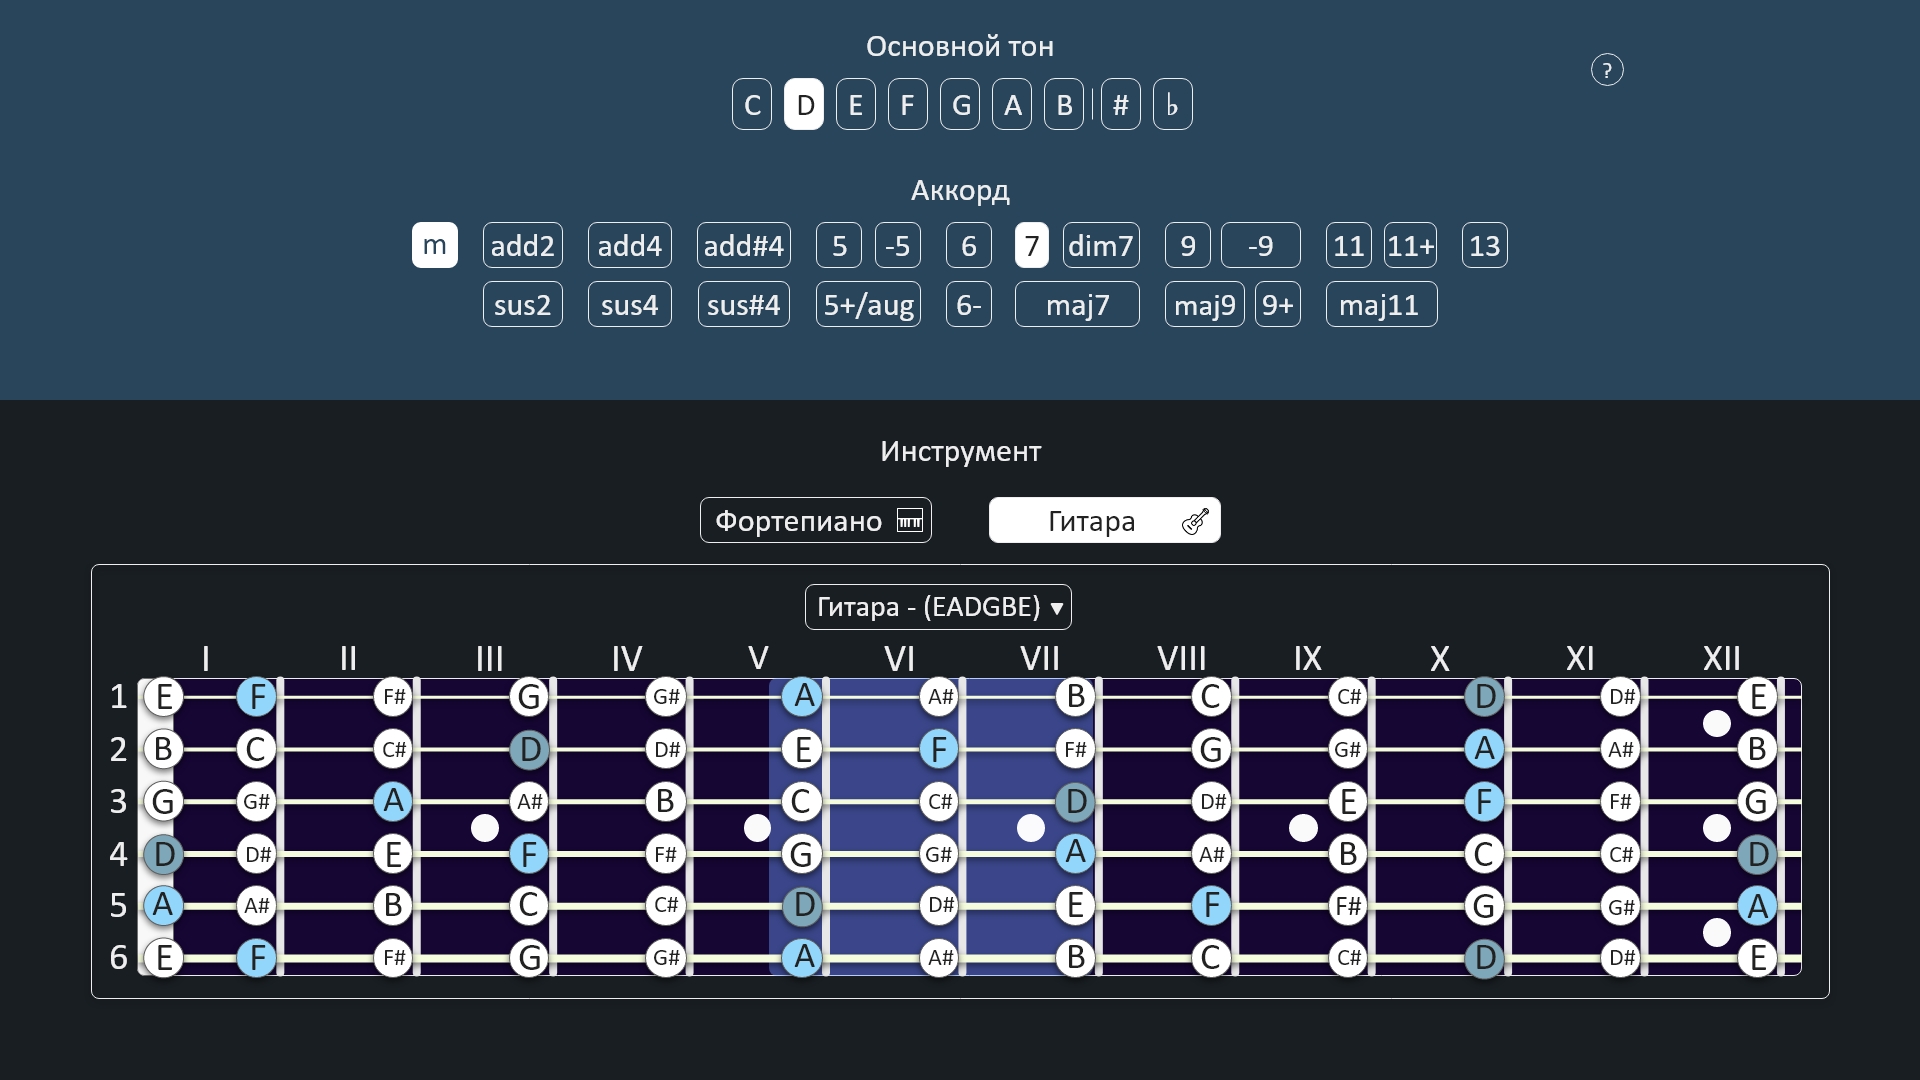 Основной тон
?
C D E F G A B # ♭
Аккорд
m add2 add4 add#4 5 -5 6 7 dim7 9 -9 11 11+ 13
sus2 sus4 sus#4 5+/aug 6- maj7 maj9 9+ maj11
Инструмент
Фортепиано Гитара
Гитара - (EADGBE) ▾
I II III IV V VI VII VIII IX X XI XII
1 E F F# G G# A A# B C C# D D# E
2 B C C# D D# E F F# G G# A A# B
3 G G# A A# B C C# D D# E F F# G
4 D D# E F F# G G# A A# B C C# D
5 A A# B C C# D D# E F F# G G# A
6 E F F# G G# A A# B C C# D D# E